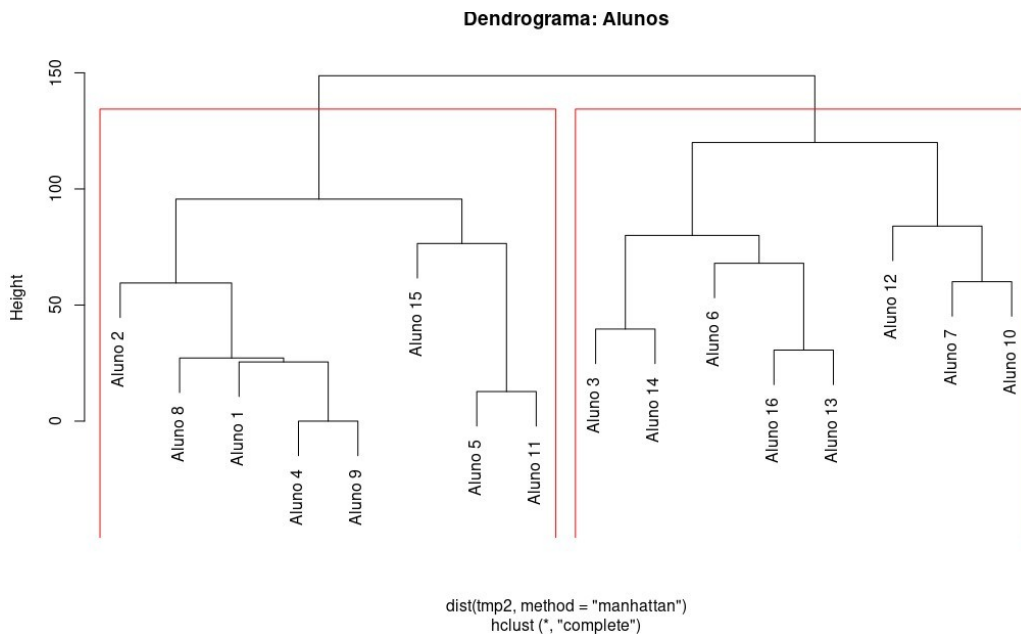 Dendrograma: Alunos
150
100
50
0
Height
Aluno 2
Aluno 8
Aluno 1
Aluno 4
Aluno 9
Aluno 15
Aluno 5
Aluno 11
Aluno 3
Aluno 14
Aluno 6
Aluno 16
Aluno 13
Aluno 12
Aluno 7
Aluno 10
dist(tmp2, method = "manhattan")
hclust (*, "complete")